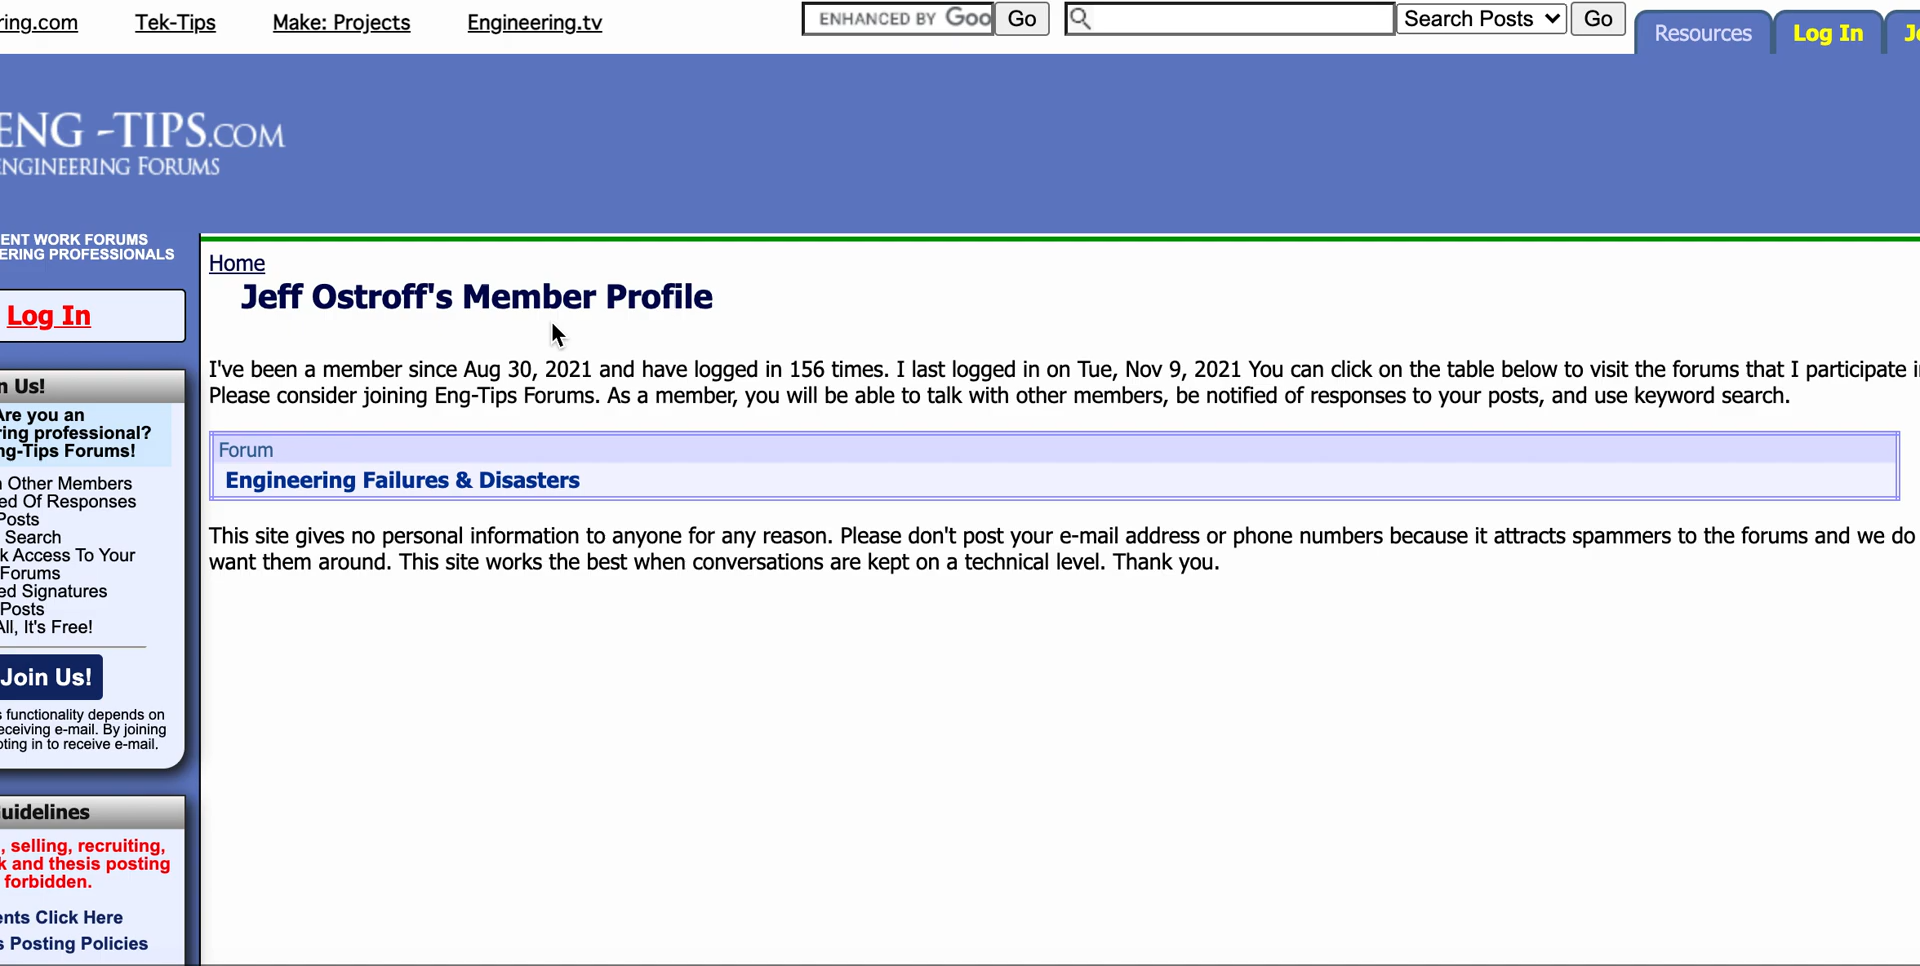 ring.com
Tek-Tips
Make: Projects
Engineering.tv
ENHANCED BY Goo
Go
Search Posts
Go
Resources
Log In
ENG -TIPS.COM
NGINEERING FORUMS
ENT WORK FORUMS
ERING PROFESSIONALS
Log In
n Us!
Are you an
ring professional?
ng-Tips Forums!
n Other Members
ed Of Responses
Posts
Search
k Access To Your
Forums
ed Signatures
Posts
All, It's Free!
Join Us!
s functionality depends on
eceiving e-mail. By joining
oting in to receive e-mail.
uidelines
, selling, recruiting,
k and thesis posting
forbidden.
ents Click Here
s Posting Policies
Home
Jeff Ostroff's Member Profile
I've been a member since Aug 30, 2021 and have logged in 156 times. I last logged in on Tue, Nov 9, 2021 You can click on the table below to visit the forums that I participate i
Please consider joining Eng-Tips Forums. As a member, you will be able to talk with other members, be notified of responses to your posts, and use keyword search.
Forum
Engineering Failures & Disasters
This site gives no personal information to anyone for any reason. Please don't post your e-mail address or phone numbers because it attracts spammers to the forums and we do
want them around. This site works the best when conversations are kept on a technical level. Thank you.